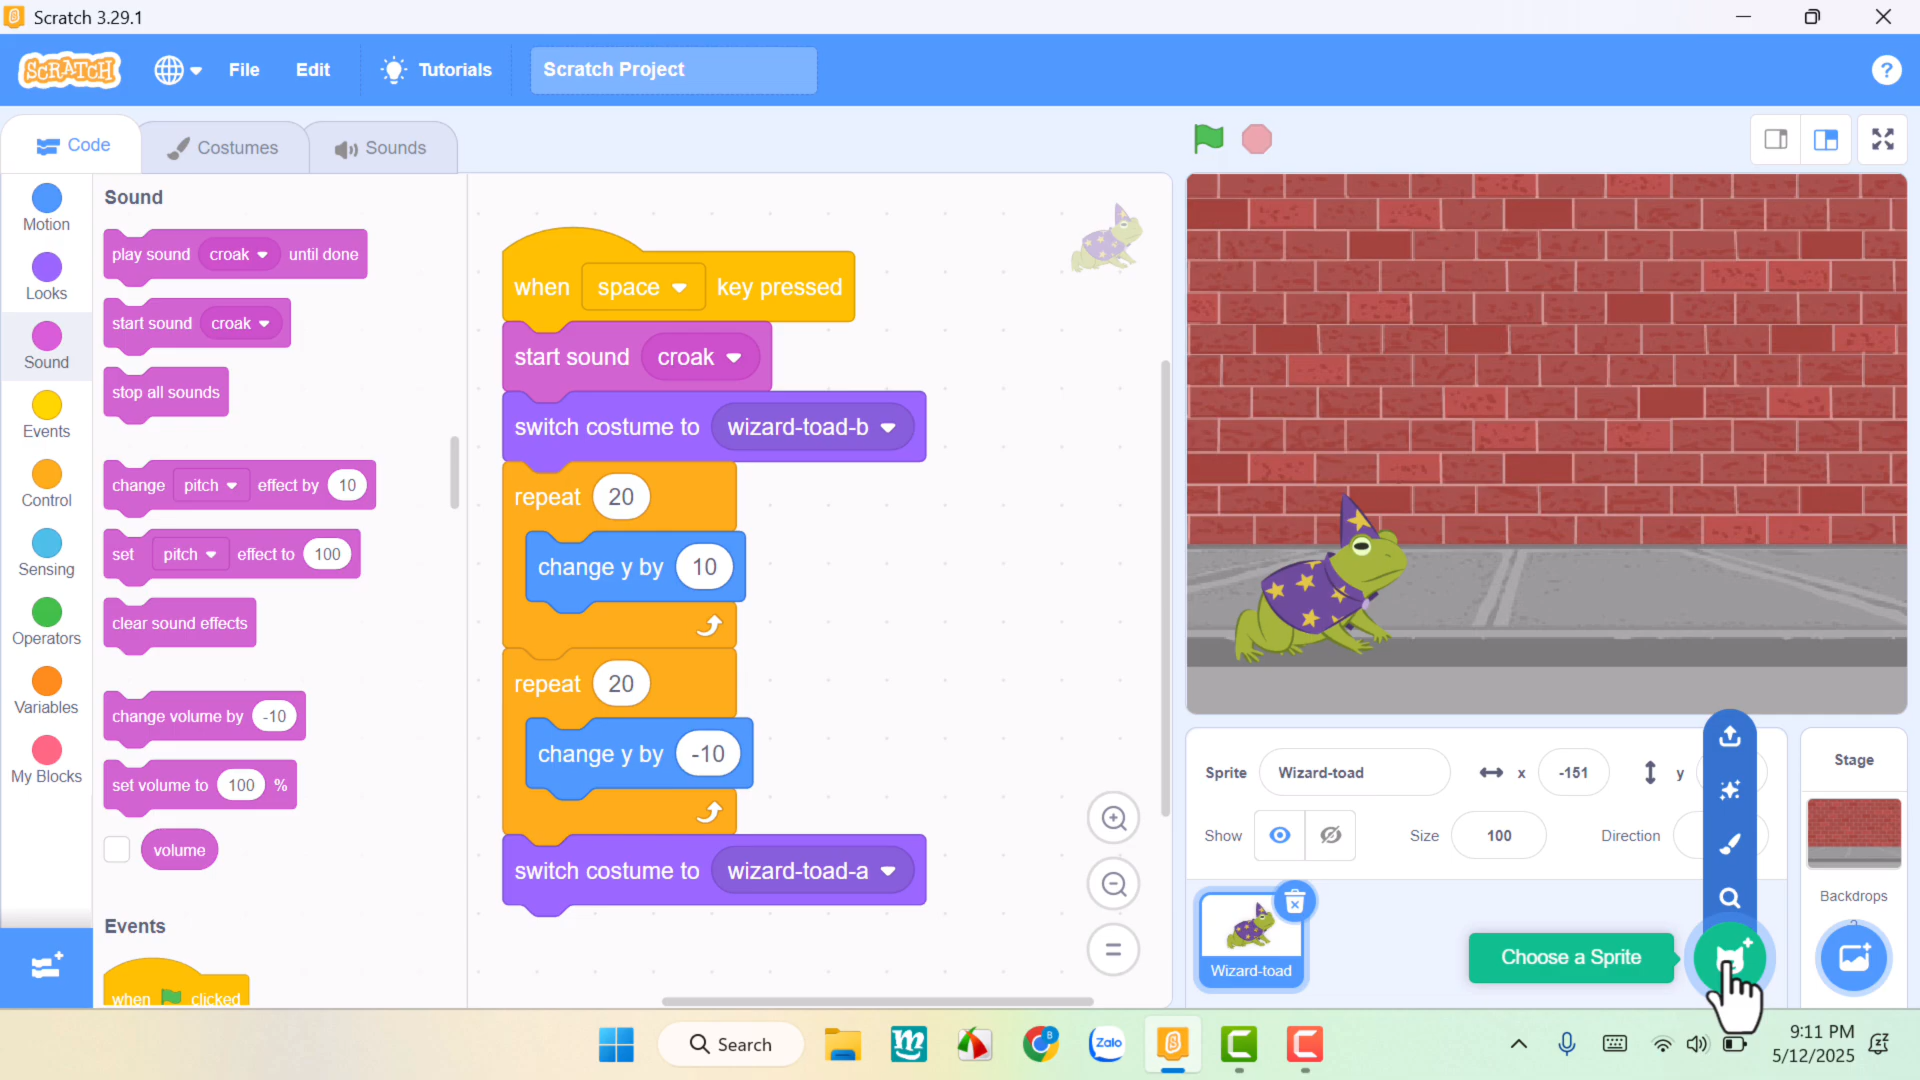 Scratch 3.29.1
SCRATCH
File
Edit
Tutorials
Scratch Project
?
Code
Costumes
Sounds
Motion
Looks
Sound
Events
Control
Sensing
Operators
Variables
My Blocks
Sound
play sound croak until done
start sound croak
stop all sounds
change pitch effect by 10
set pitch effect to 100
clear sound effects
change volume by -10
set volume to 100 %
volume
Events
when clicked
when space key pressed
start sound croak
switch costume to wizard-toad-b
repeat 20
change y by 10
repeat 20
change y by -10
switch costume to wizard-toad-a
Sprite Wizard-toad x -151 y
Show Size 100 Direction
Wizard-toad
Choose a Sprite
Stage
Backdrops
Search
Zalo
9:11 PM
5/12/2025